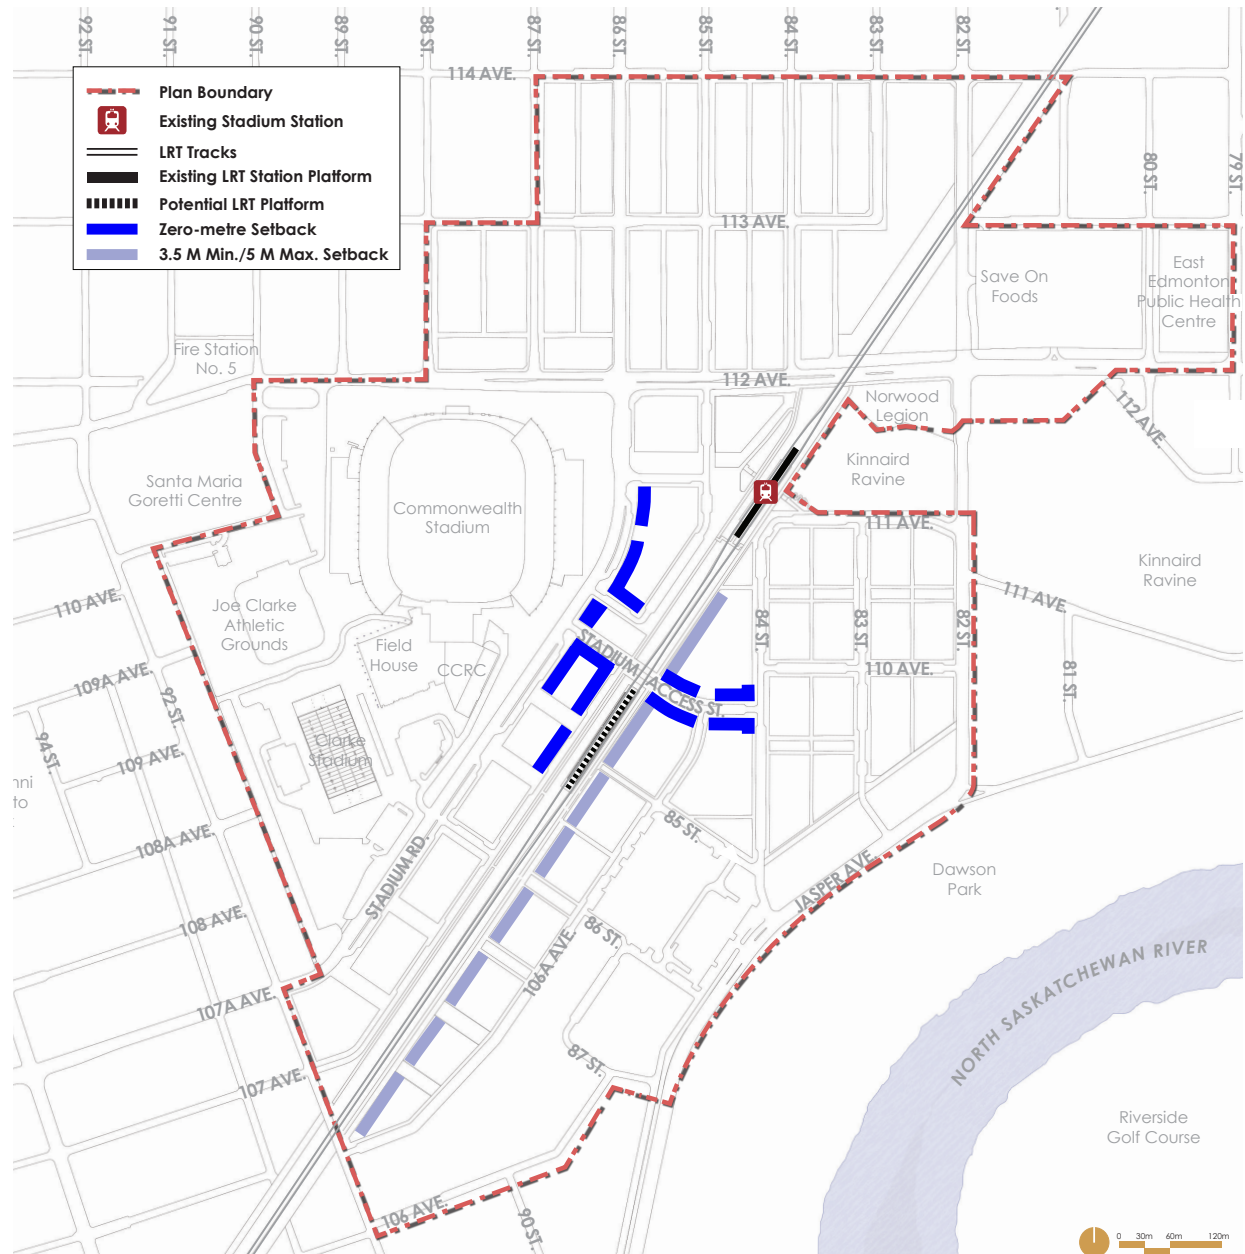 92 ST.
91 ST.
90 ST.
89 ST.
88 ST.
87 ST.
86 ST.
85 ST.
84 ST.
83 ST.
82 ST.
114 AVE.
Plan Boundary
Existing Stadium Station
LRT Tracks
Existing LRT Station Platform
Potential LRT Platform
Zero-metre Setback
3.5 M Min./5 M Max. Setback
80 ST.
79 ST.
113 AVE.
Save On
Foods
East
Edmonton
Public Health
Centre
Fire Station
No. 5
112 AVE.
Norwood
Legion
112 AVE.
Kinnaird
Ravine
Santa Maria
Goretti Centre
Commonwealth
Stadium
111 AVE.
Kinnaird
Ravine
110 AVE.
111 AVE.
Joe Clarke
Athletic
Grounds
Field
House
CCRC
STADIUM ACCESS ST.
84 ST.
83 ST.
82 ST.
110 AVE.
81 ST.
109A AVE.
92 ST.
94 ST.
109 AVE.
Clarke
Stadium
nni
to
85 ST.
108A AVE.
STADIUM RD.
JASPER AVE.
Dawson
Park
108 AVE.
86 ST.
106A AVE.
107A AVE.
NORTH SASKATCHEWAN RIVER
87 ST.
107 AVE.
Riverside
Golf Course
106 AVE.
90 ST.
0 30m 60m 120m